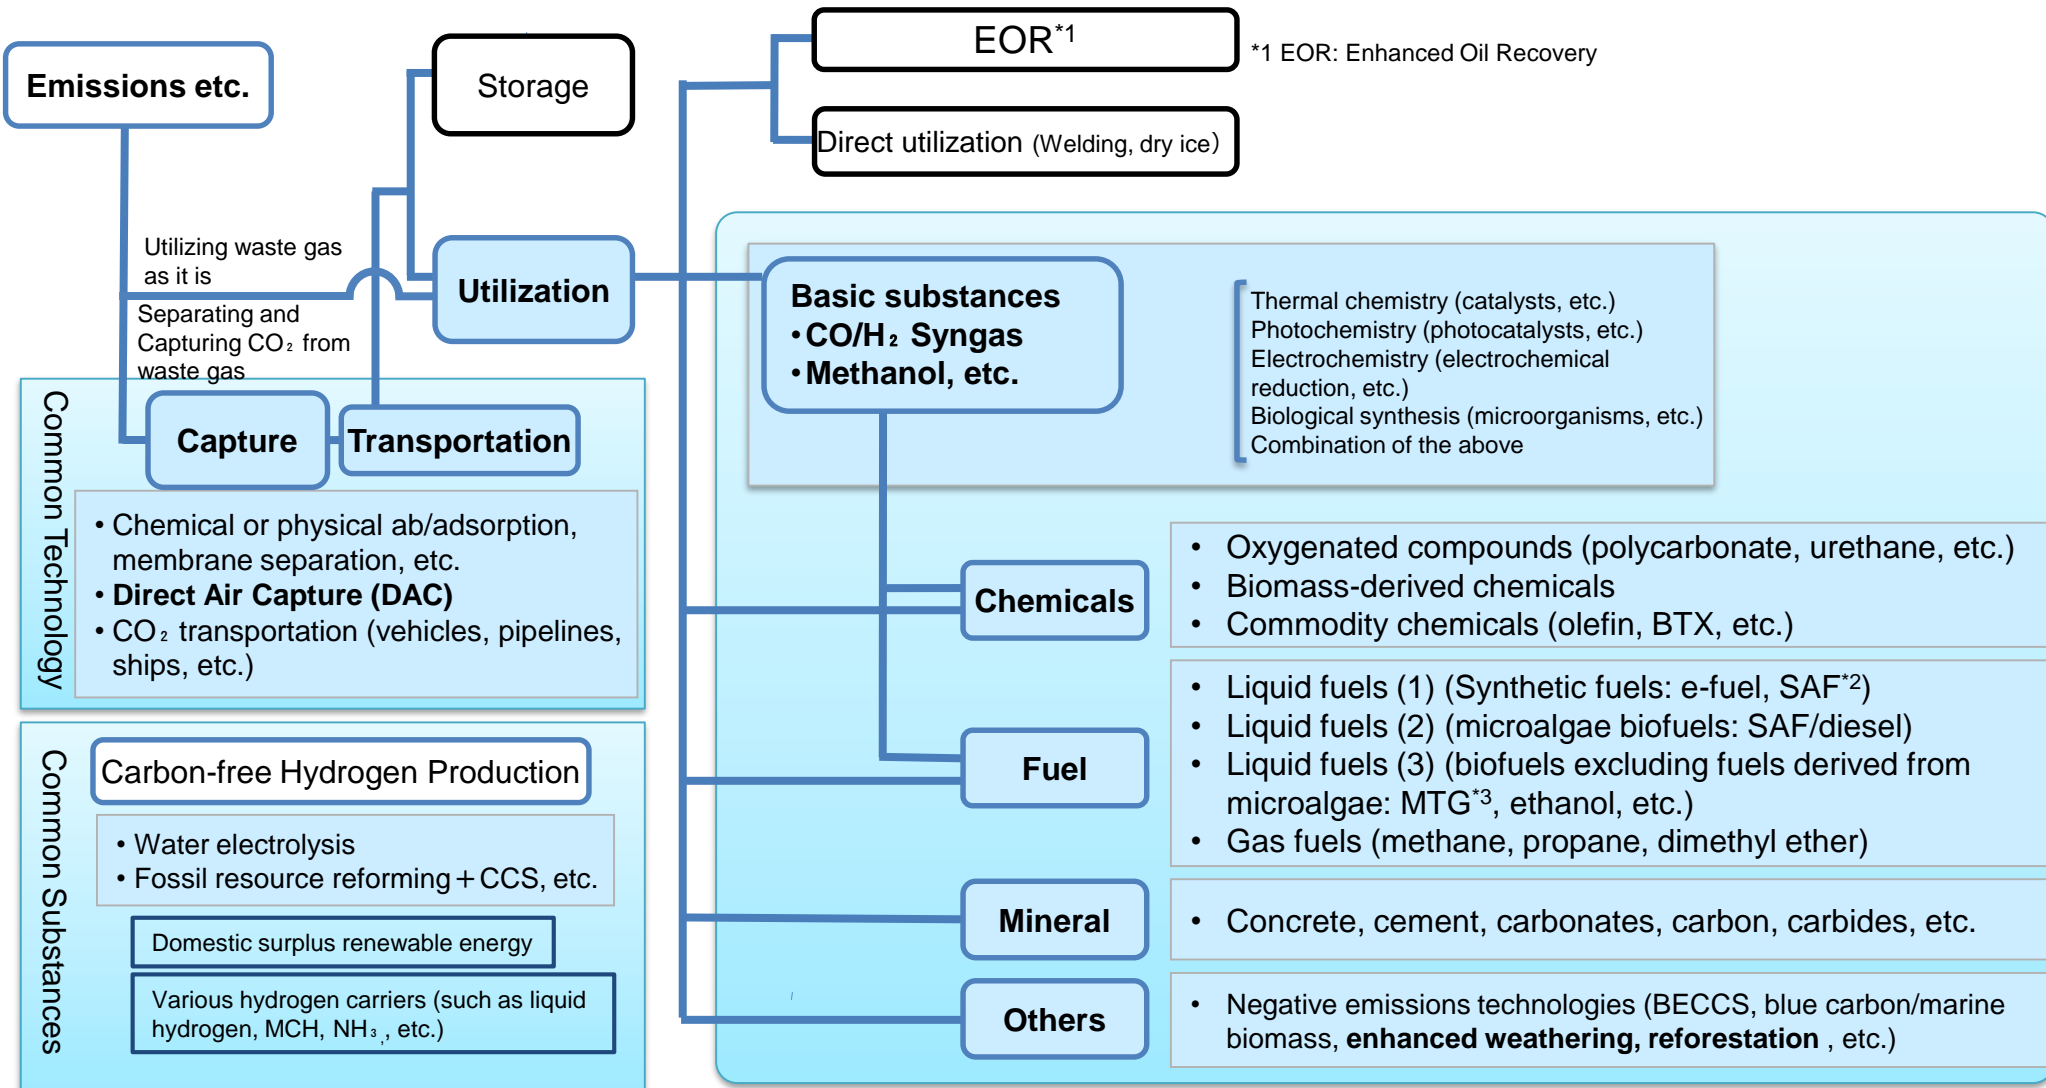 Emissions etc.
Storage
EOR*1
*1 EOR: Enhanced Oil Recovery
Direct utilization (Welding, dry ice)
Utilizing waste gas
as it is
Utilization
Separating and
Capturing CO₂ from
waste gas
Basic substances
・CO/H₂ Syngas
・Methanol, etc.
Thermal chemistry (catalysts, etc.)
Photochemistry (photocatalysts, etc.)
Electrochemistry (electrochemical
reduction, etc.)
Biological synthesis (microorganisms, etc.)
Combination of the above
Common Technology
Capture
Transportation
• Chemical or physical ab/adsorption,
membrane separation, etc.
• Direct Air Capture (DAC)
• CO₂ transportation (vehicles, pipelines,
ships, etc.)
Chemicals
• Oxygenated compounds (polycarbonate, urethane, etc.)
• Biomass-derived chemicals
• Commodity chemicals (olefin, BTX, etc.)
Fuel
• Liquid fuels (1) (Synthetic fuels: e-fuel, SAF*2)
• Liquid fuels (2) (microalgae biofuels: SAF/diesel)
• Liquid fuels (3) (biofuels excluding fuels derived from
microalgae: MTG*3, ethanol, etc.)
• Gas fuels (methane, propane, dimethyl ether)
Common Substances
Carbon-free Hydrogen Production
• Water electrolysis
• Fossil resource reforming＋CCS, etc.
Domestic surplus renewable energy
Various hydrogen carriers (such as liquid
hydrogen, MCH, NH₃, etc.)
Mineral
• Concrete, cement, carbonates, carbon, carbides, etc.
Others
• Negative emissions technologies (BECCS, blue carbon/marine
biomass, enhanced weathering, reforestation , etc.)